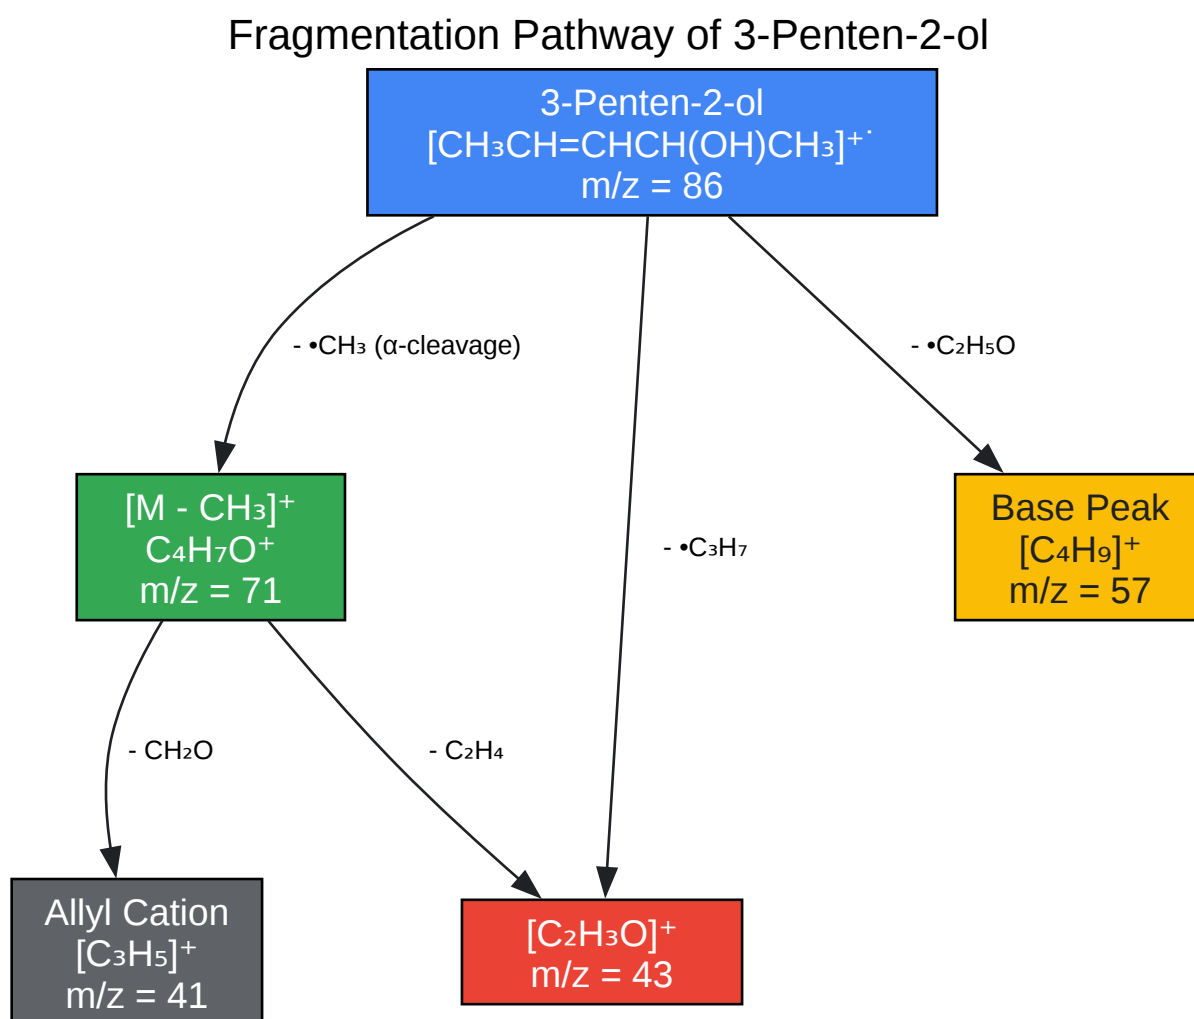 Fragmentation Pathway of 3-Penten-2-ol
3-Penten-2-ol
[CH₃CH=CHCH(OH)CH₃]⁺˙
m/z = 86
- •CH₃ (α-cleavage)
- •C₂H₅O
[M - CH₃]⁺
C₄H₇O⁺
m/z = 71
- •C₃H₇
Base Peak
[C₄H₉]⁺
m/z = 57
- CH₂O
- C₂H₄
Allyl Cation
[C₃H₅]⁺
m/z = 41
[C₂H₃O]⁺
m/z = 43